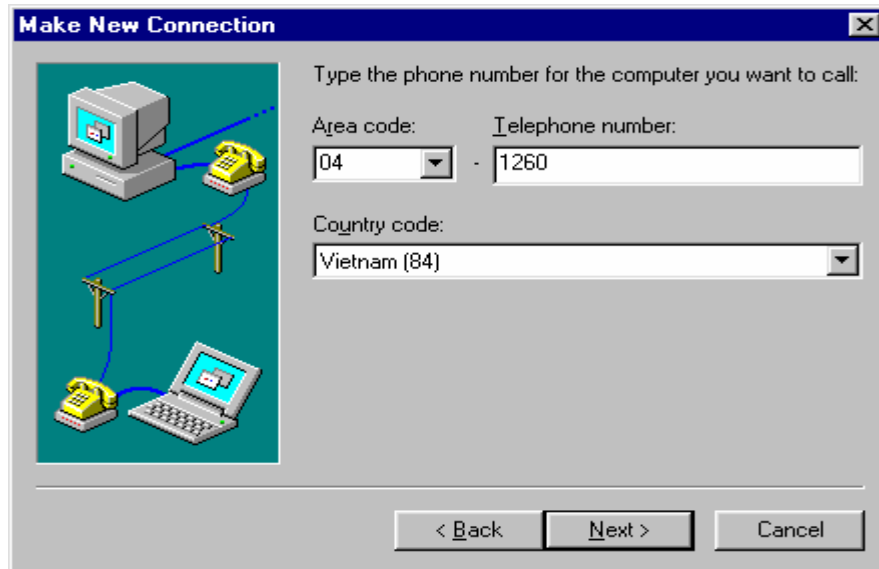 Make New Connection
Type the phone number for the computer you want to call:
Area code: Telephone number:
04 - 1260
Country code:
Vietnam (84)
< Back Next > Cancel